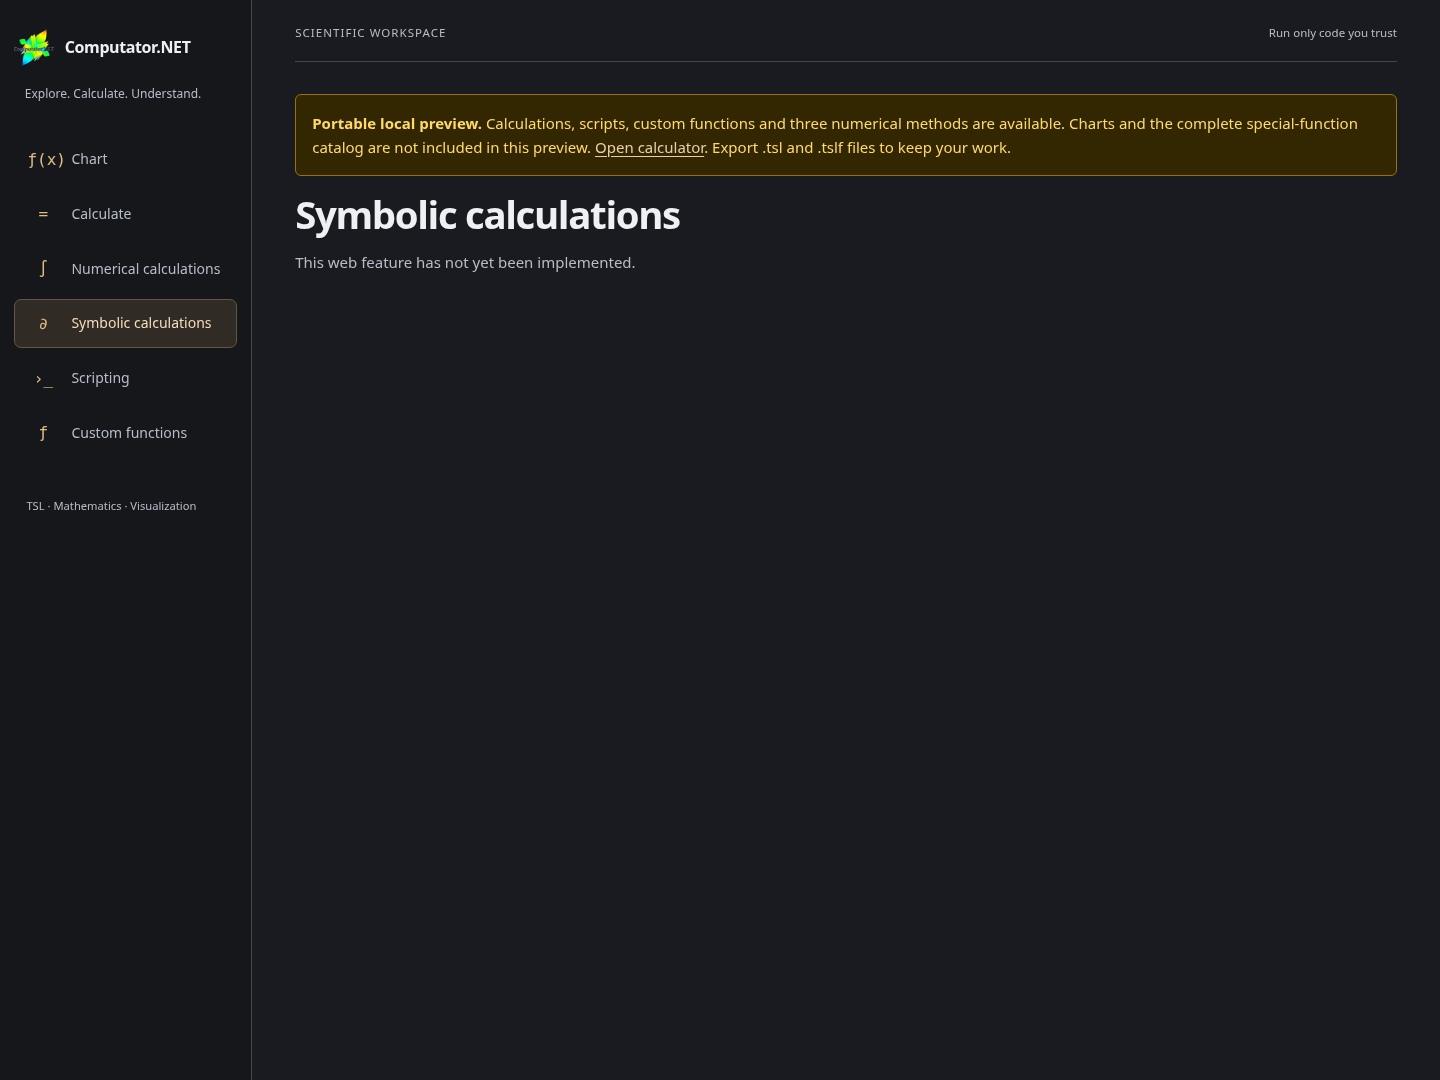 Computator.NET
Explore. Calculate. Understand.
ƒ(x) Chart
= Calculate
∫ Numerical calculations
∂ Symbolic calculations
›_ Scripting
ƒ Custom functions
TSL · Mathematics · Visualization
SCIENTIFIC WORKSPACE
Run only code you trust
Portable local preview. Calculations, scripts, custom functions and three numerical methods are available. Charts and the complete special-function
catalog are not included in this preview. Open calculator. Export .tsl and .tslf files to keep your work.
Symbolic calculations
This web feature has not yet been implemented.